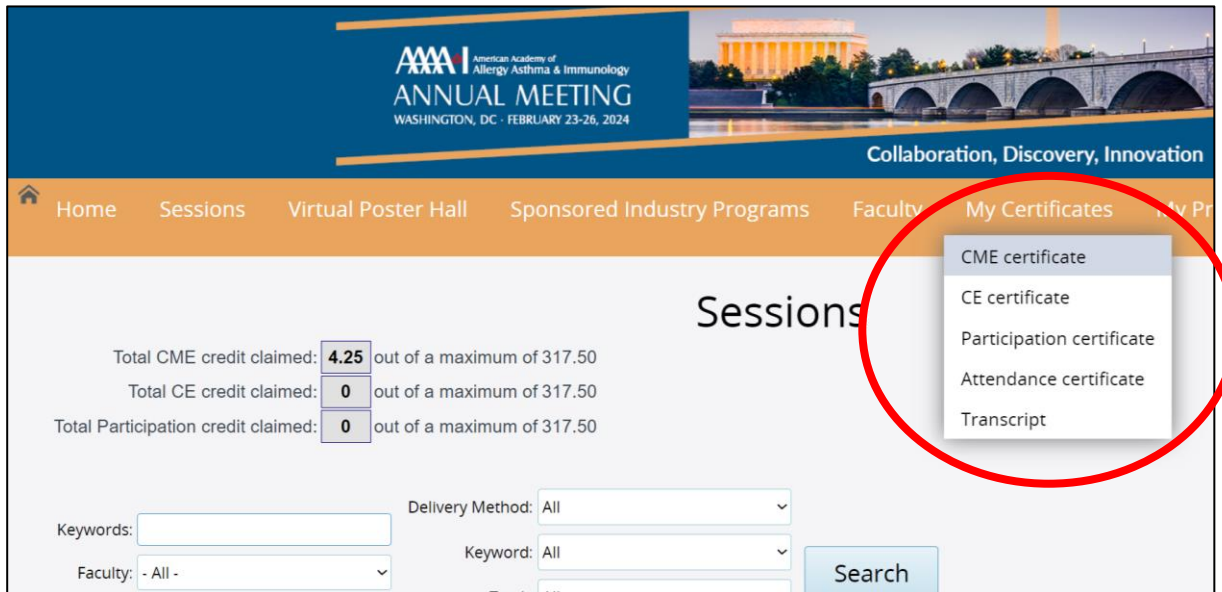 AAAAI American Academy of
Allergy Asthma & Immunology
ANNUAL MEETING
WASHINGTON, DC · FEBRUARY 23-26, 2024
Collaboration, Discovery, Innovation
Home Sessions Virtual Poster Hall Sponsored Industry Programs Faculty My Certificates My Pr
CME certificate
CE certificate
Participation certificate
Attendance certificate
Transcript
Sessions
Total CME credit claimed: 4.25 out of a maximum of 317.50
Total CE credit claimed: 0 out of a maximum of 317.50
Total Participation credit claimed: 0 out of a maximum of 317.50
Keywords:
Faculty: - All -
Delivery Method: All
Keyword: All
Search